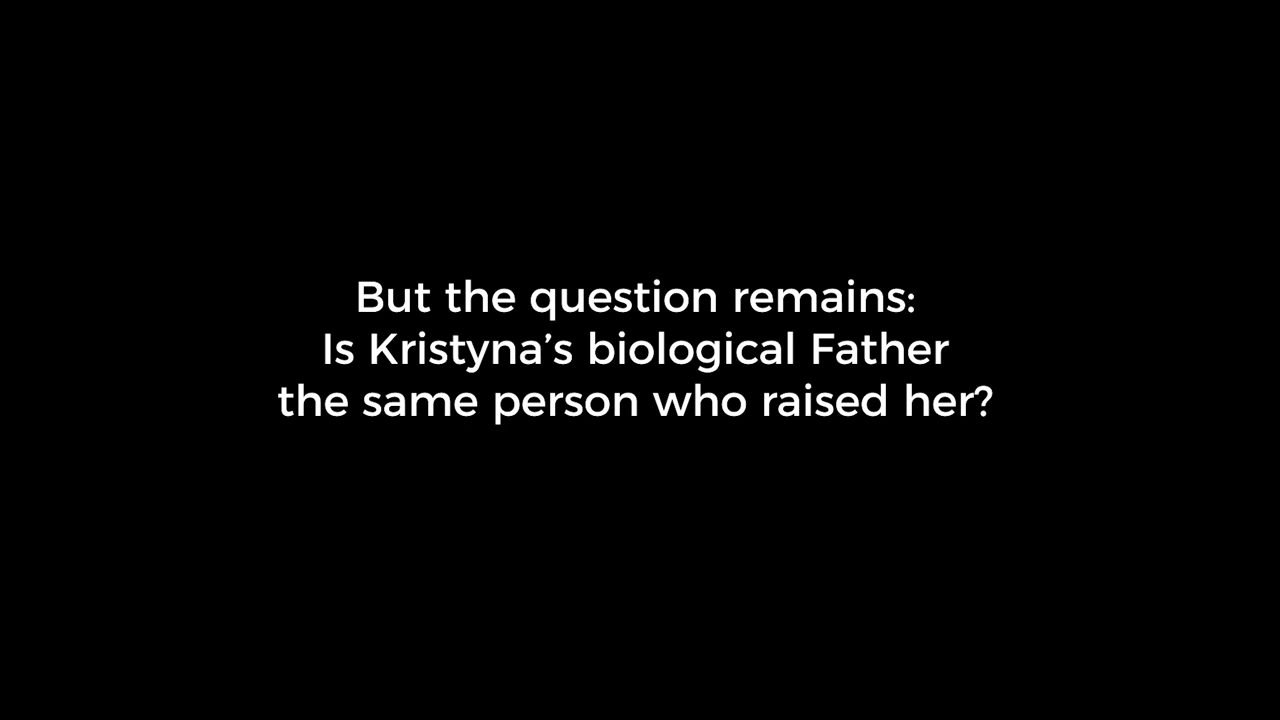 But the question remains:
Is Kristyna’s biological Father
the same person who raised her?